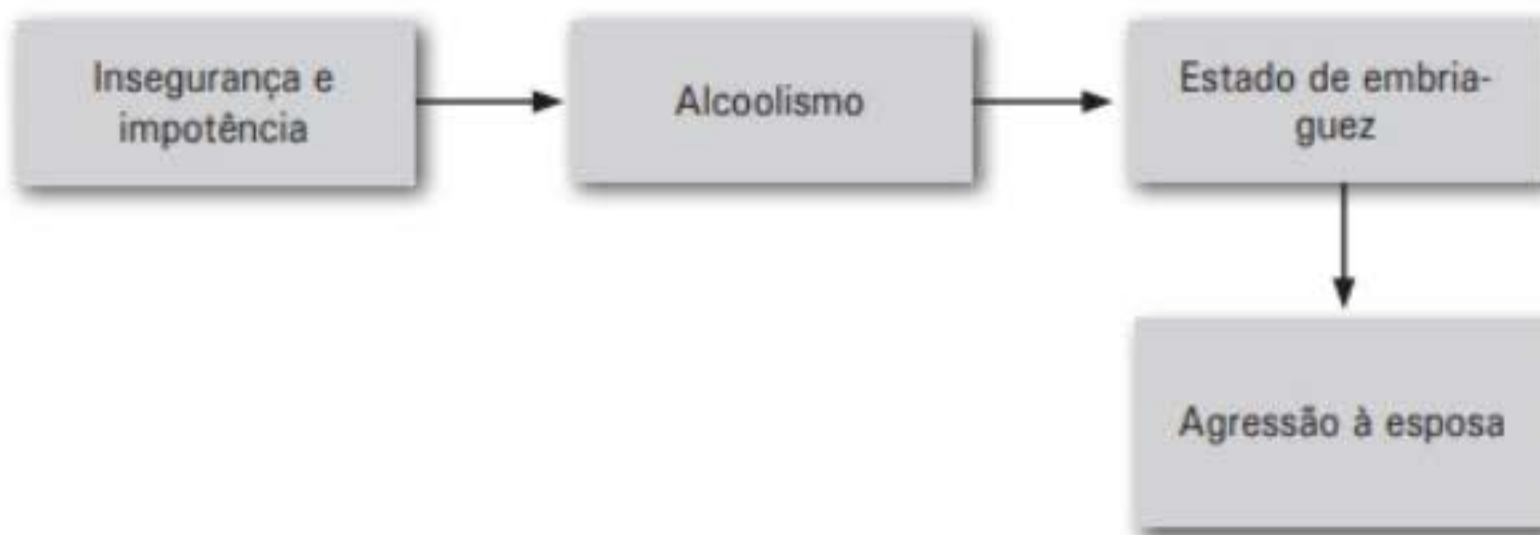 Insegurança e
impotência
Alcoolismo
Estado de embria-
guez
Agressão à esposa